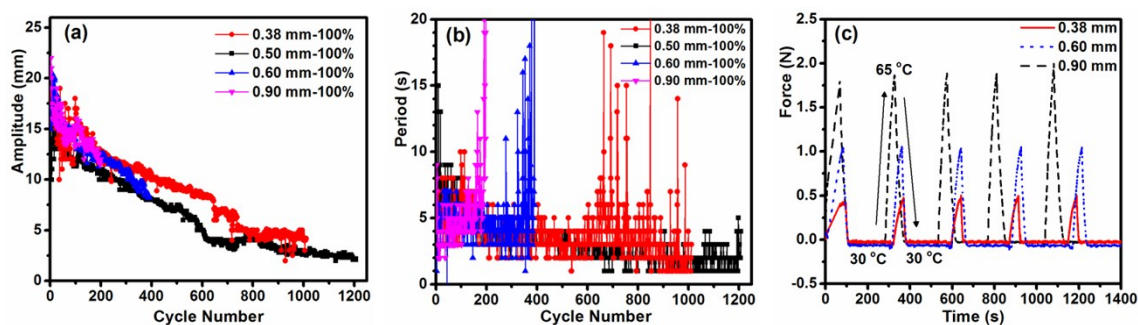 (a)
0.38 mm-100%
0.50 mm-100%
0.60 mm-100%
0.90 mm-100%
Amplitude (mm)
25
20
15
10
5
0
0 200 400 600 800 1000 1200
Cycle Number
(b)
0.38 mm-100%
0.50 mm-100%
0.60 mm-100%
0.90 mm-100%
Period (s)
20
15
10
5
0
0 200 400 600 800 1000 1200
Cycle Number
(c)
0.38 mm
0.60 mm
0.90 mm
65 °C
30 °C 30 °C
Force (N)
2.5
2.0
1.5
1.0
0.5
0.0
-0.5
0 200 400 600 800 1000 1200 1400
Time (s)